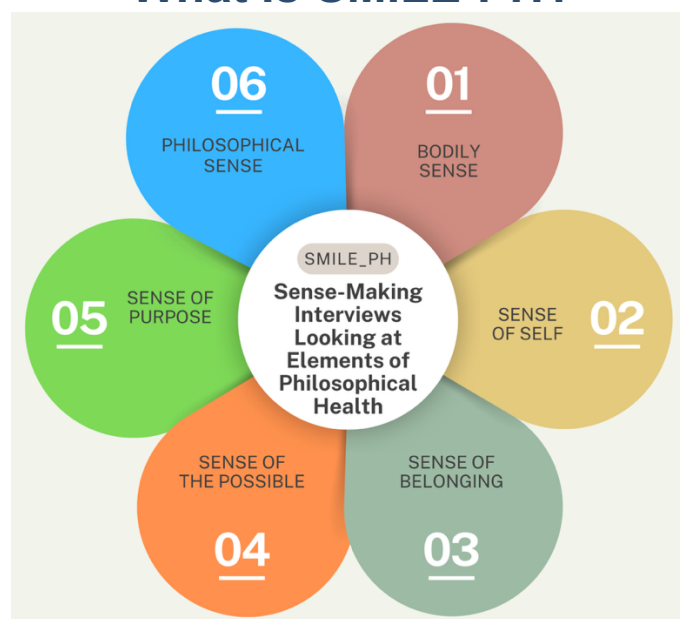 06
PHILOSOPHICAL
SENSE
01
BODILY
SENSE
SMILE_PH
Sense-Making
Interviews
Looking at
Elements of
Philosophical
Health
05
SENSE OF
PURPOSE
SENSE
OF SELF
02
SENSE OF
THE POSSIBLE
04
SENSE OF
BELONGING
03